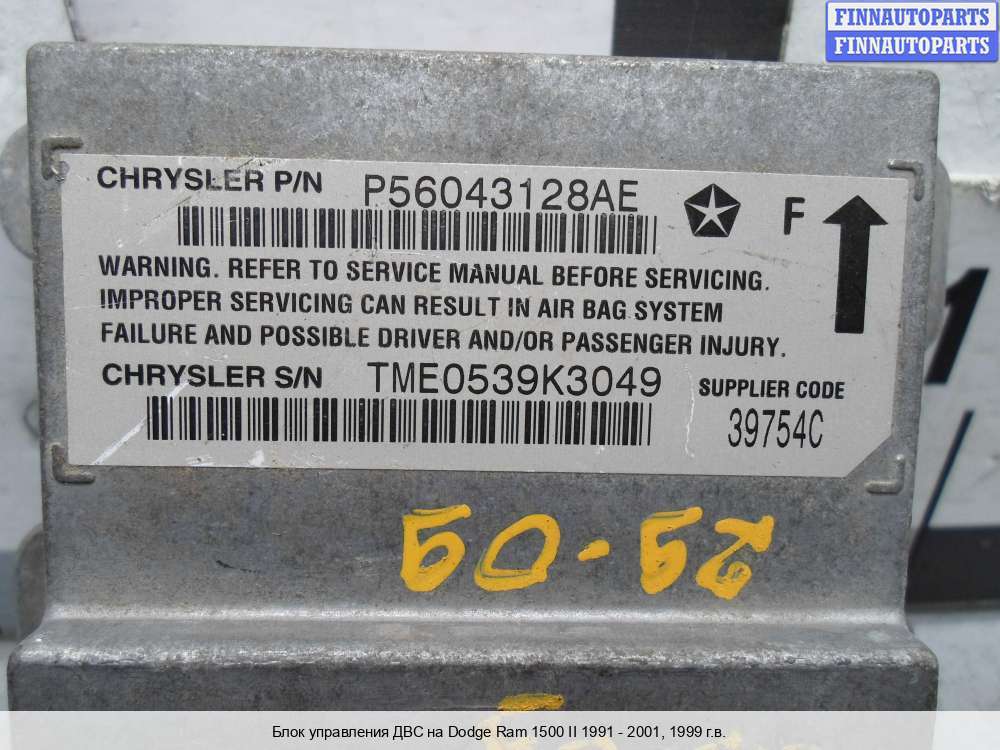 FINNAUTOPARTS
FINNAUTOPARTS
CHRYSLER P/N P56043128AE F
WARNING. REFER TO SERVICE MANUAL BEFORE SERVICING.
IMPROPER SERVICING CAN RESULT IN AIR BAG SYSTEM
FAILURE AND POSSIBLE DRIVER AND/OR PASSENGER INJURY.
CHRYSLER S/N TME0539K3049 SUPPLIER CODE
39754C
1
Блок управления ДВС на Dodge Ram 1500 II 1991 - 2001, 1999 г.в.